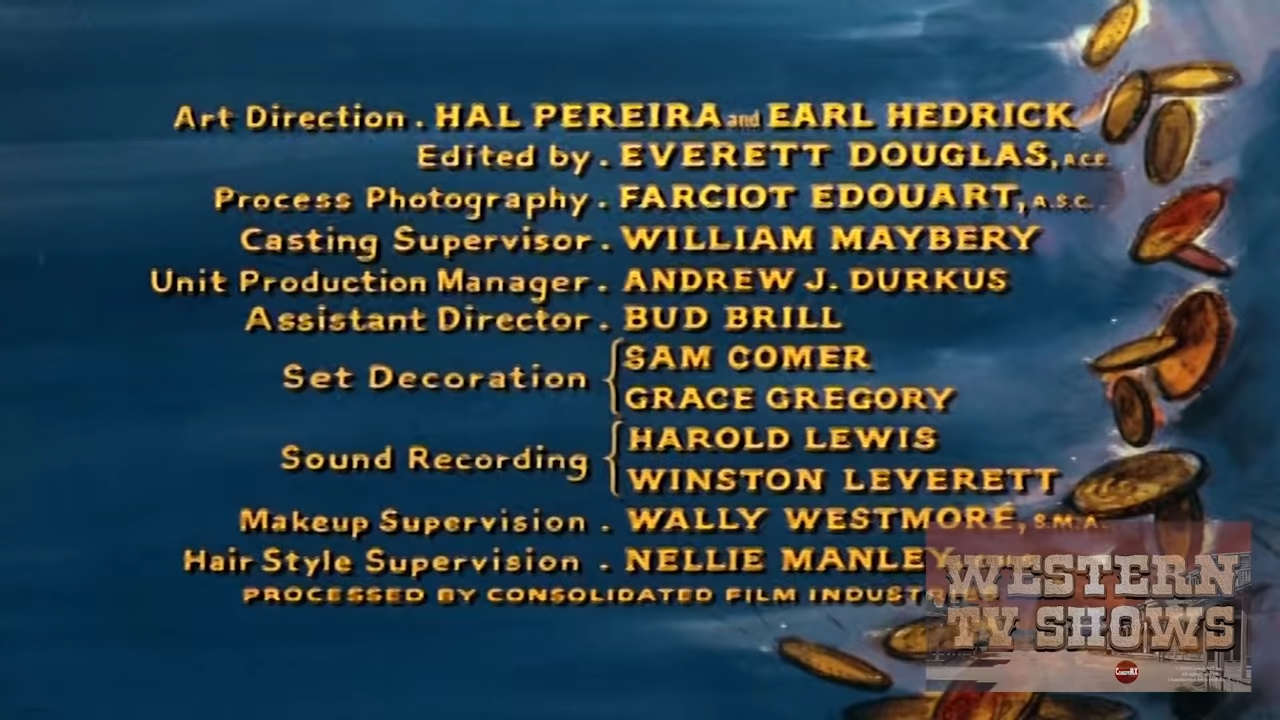 Art Direction . HAL PEREIRA and EARL HEDRICK
Edited by . EVERETT DOUGLAS, A.C.E.
Process Photography . FARCIOT EDOUART, A.S.C.
Casting Supervisor . WILLIAM MAYBERY
Unit Production Manager . ANDREW J. DURKUS
Assistant Director . BUD BRILL
Set Decoration { SAM COMER
GRACE GREGORY
Sound Recording { HAROLD LEWIS
WINSTON LEVERETT
Makeup Supervision . WALLY WESTMORE, S.M.A.
Hair Style Supervision . NELLIE MANLEY
PROCESSED BY CONSOLIDATED FILM
WESTERN
TV SHOWS